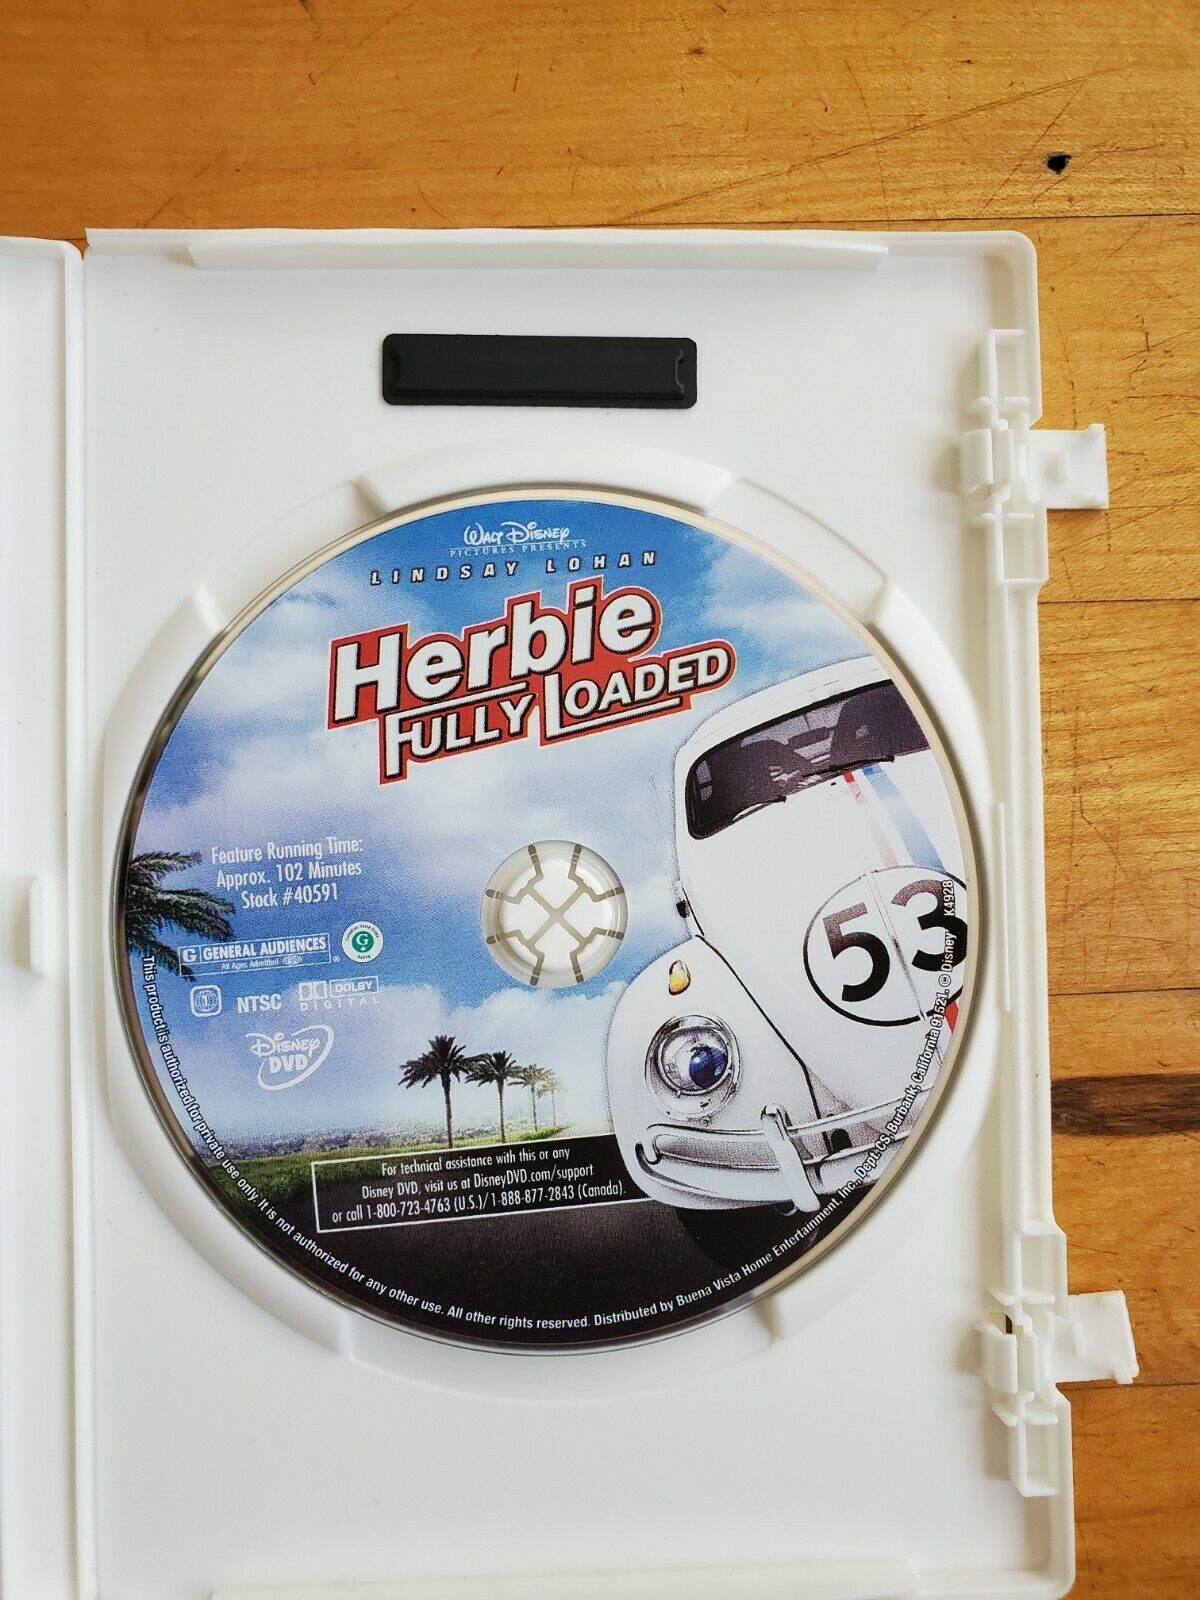 WALT DISNEY
PICTURES PRESENTS
LINDSAY LOHAN
Herbie
FULLY LOADED
Feature Running Time:
Approx. 102 Minutes
Stock #40591
G GENERAL AUDIENCES
All Ages Admitted ®
G
1 NTSC DOLBY
DIGITAL
DISNEY
DVD
53
For technical assistance with this or any
Disney DVD, visit us at DisneyDVD.com/support
or call 1-800-723-4763 (U.S.)/1-888-877-2843 (Canada).
This product is authorized for private use only. It is not authorized for any other use. All other rights reserved. Distributed by Buena Vista Home Entertainment, Inc., Dept. CS, Burbank, California 91521. © Disney K4928